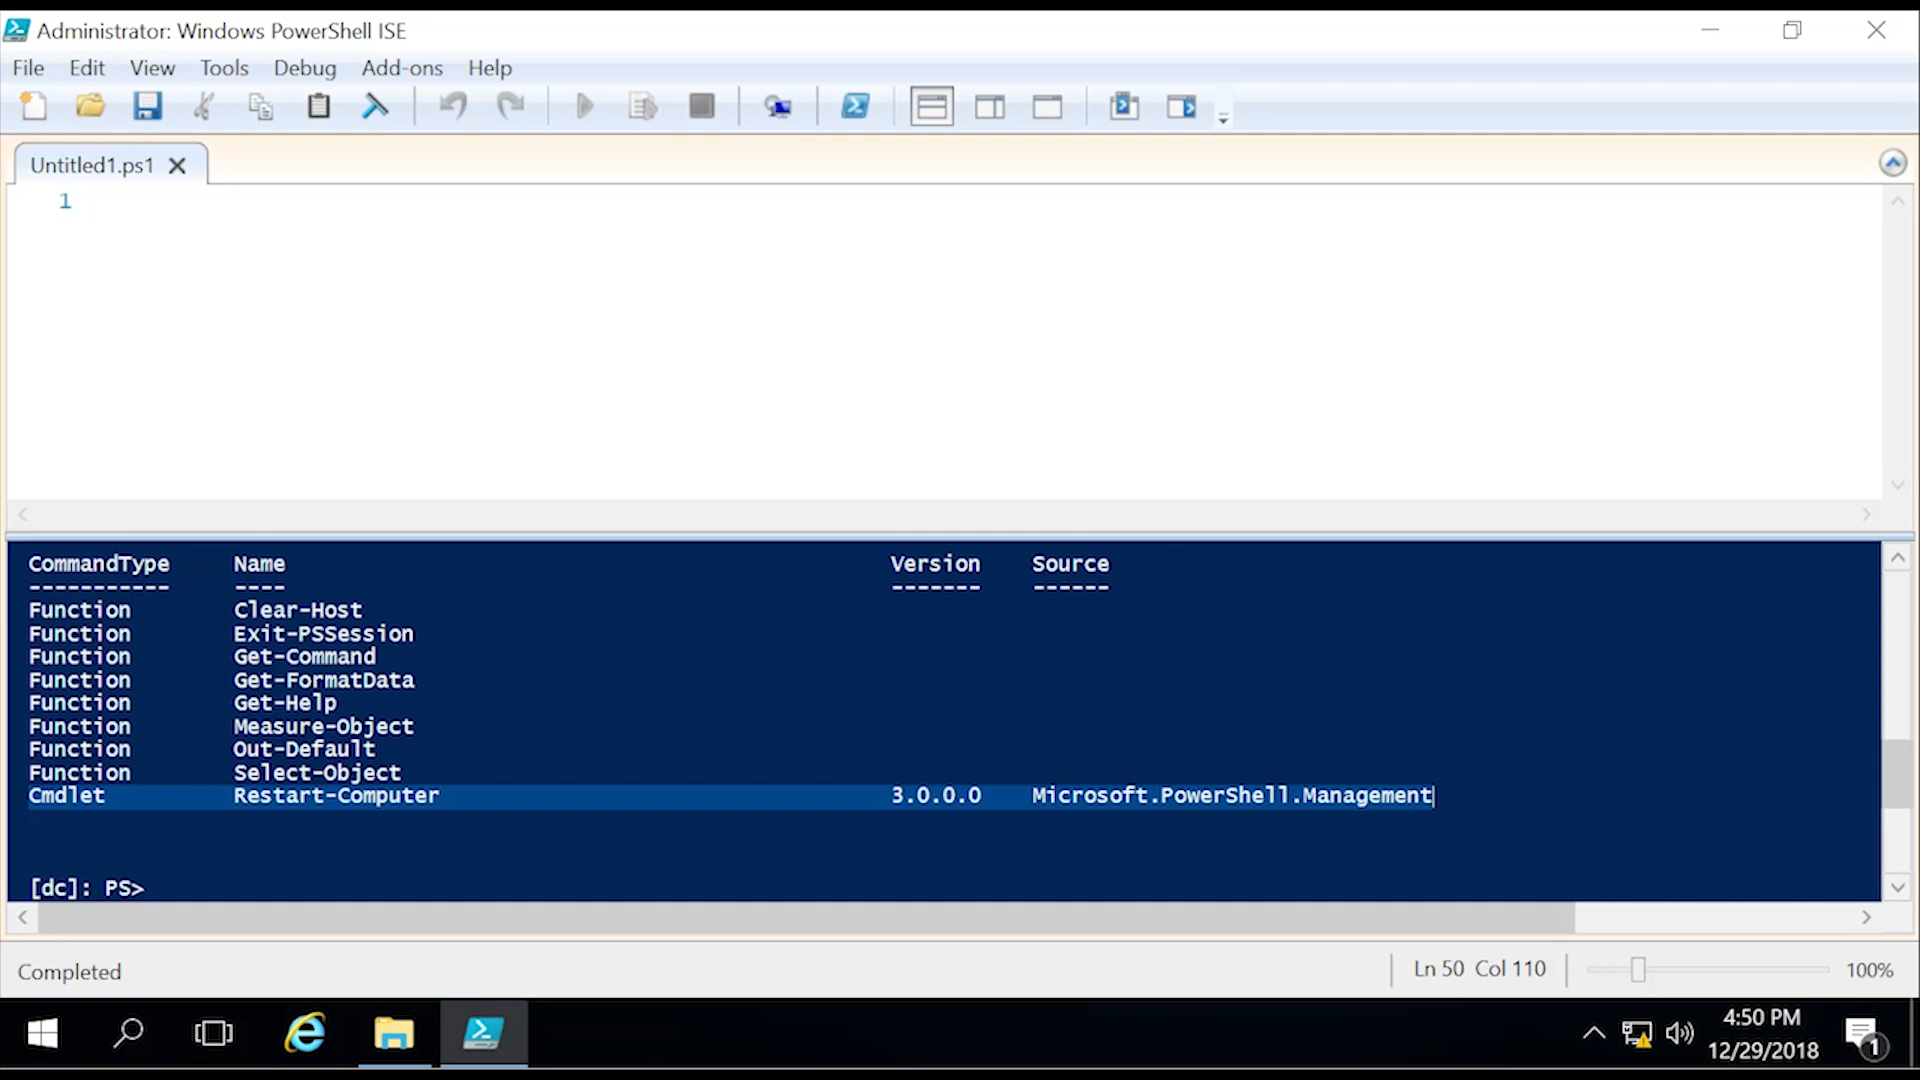 Administrator: Windows PowerShell ISE
File Edit View Tools Debug Add-ons Help
Untitled1.ps1
1
CommandType Name Version Source
----------- ---- ------- ------
Function Clear-Host
Function Exit-PSSession
Function Get-Command
Function Get-FormatData
Function Get-Help
Function Measure-Object
Function Out-Default
Function Select-Object
Cmdlet Restart-Computer 3.0.0.0 Microsoft.PowerShell.Management
[dc]: PS>
Completed Ln 50 Col 110 100%
4:50 PM
12/29/2018
1